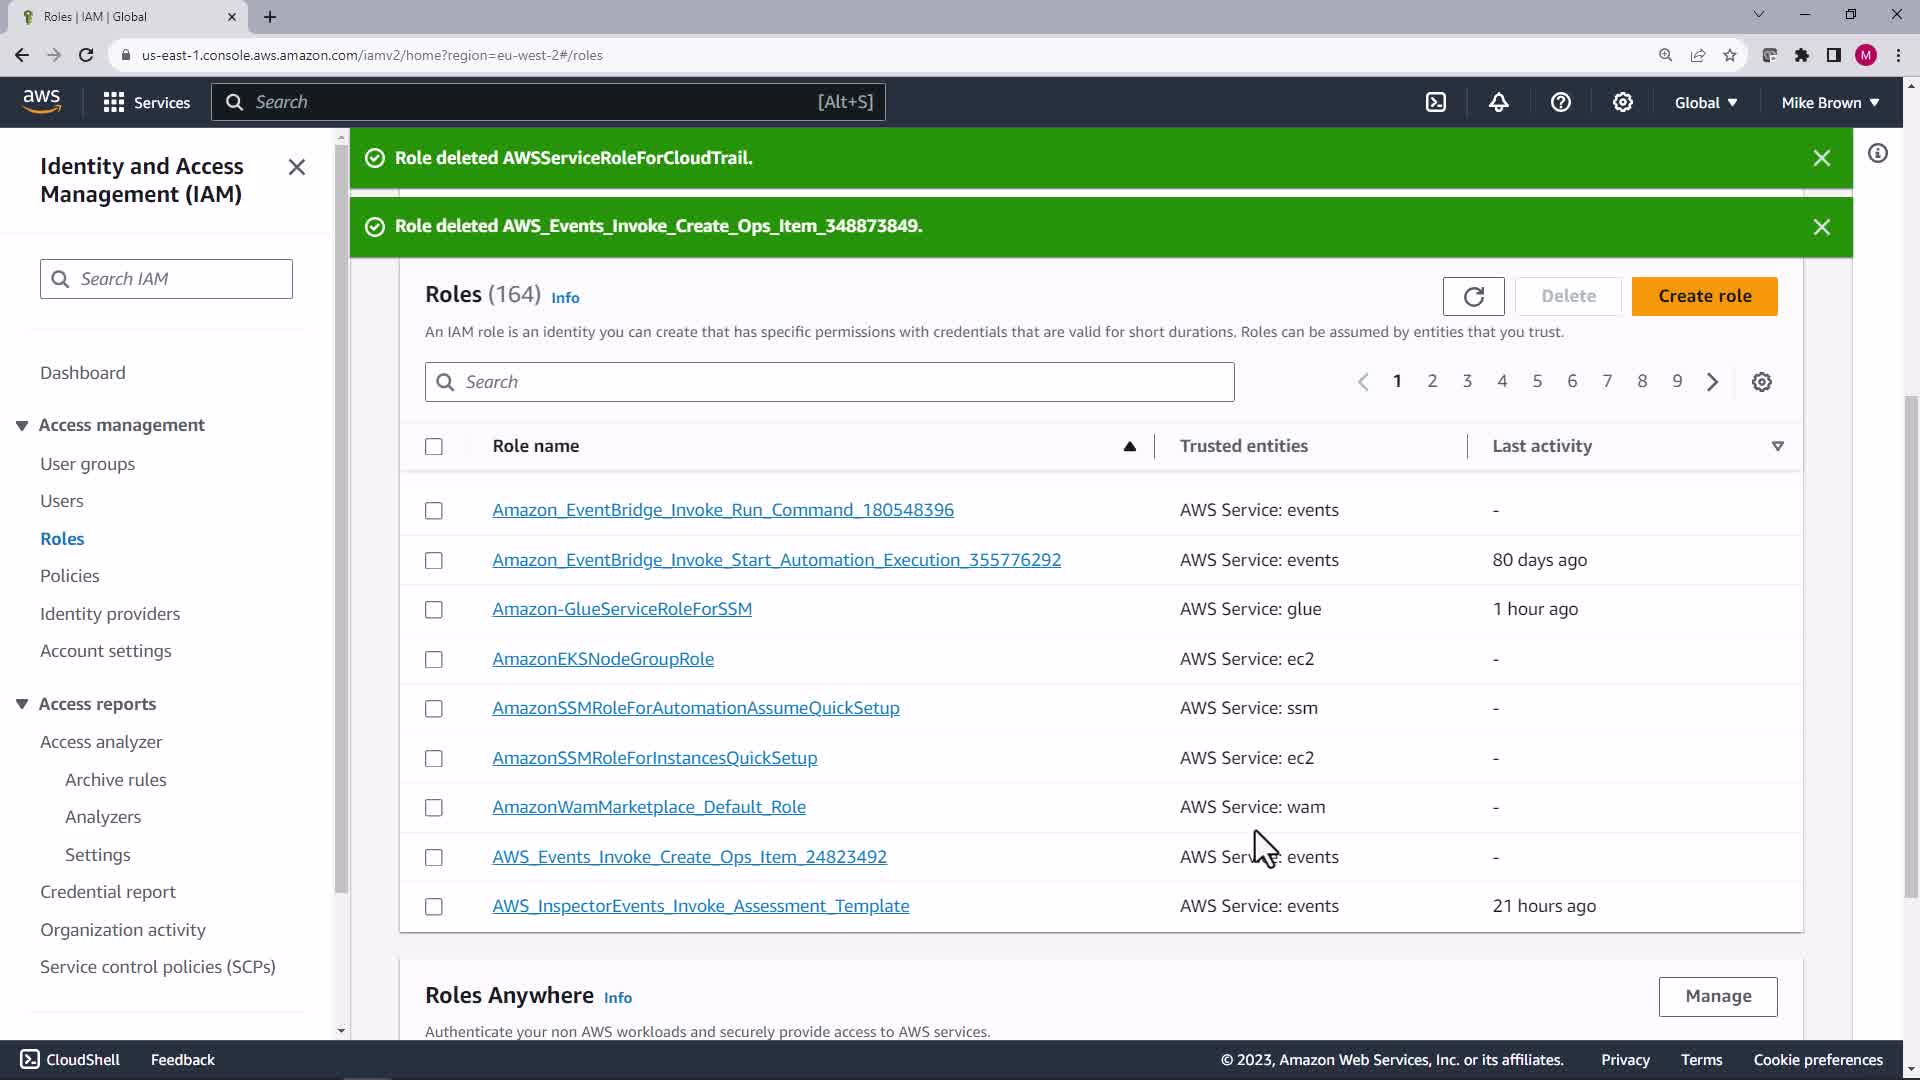 Roles | IAM | Global
us-east-1.console.aws.amazon.com/iamv2/home?region=eu-west-2#/roles
M
aws
Services
Search
[Alt+S]
Global
Mike Brown
Identity and Access
Management (IAM)
Search IAM
Dashboard
Access management
User groups
Users
Roles
Policies
Identity providers
Account settings
Access reports
Access analyzer
Archive rules
Analyzers
Settings
Credential report
Organization activity
Service control policies (SCPs)
Role deleted AWSServiceRoleForCloudTrail.
Role deleted AWS_Events_Invoke_Create_Ops_Item_348873849.
Roles (164) Info
Delete
Create role
An IAM role is an identity you can create that has specific permissions with credentials that are valid for short durations. Roles can be assumed by entities that you trust.
Search
1 2 3 4 5 6 7 8 9
Role name Trusted entities Last activity
Amazon_EventBridge_Invoke_Run_Command_180548396 AWS Service: events -
Amazon_EventBridge_Invoke_Start_Automation_Execution_355776292 AWS Service: events 80 days ago
Amazon-GlueServiceRoleForSSM AWS Service: glue 1 hour ago
AmazonEKSNodeGroupRole AWS Service: ec2 -
AmazonSSMRoleForAutomationAssumeQuickSetup AWS Service: ssm -
AmazonSSMRoleForInstancesQuickSetup AWS Service: ec2 -
AmazonWamMarketplace_Default_Role AWS Service: wam -
AWS_Events_Invoke_Create_Ops_Item_24823492 AWS Service: events -
AWS_InspectorEvents_Invoke_Assessment_Template AWS Service: events 21 hours ago
Roles Anywhere Info
Manage
Authenticate your non AWS workloads and securely provide access to AWS services.
CloudShell
Feedback
© 2023, Amazon Web Services, Inc. or its affiliates.
Privacy
Terms
Cookie preferences